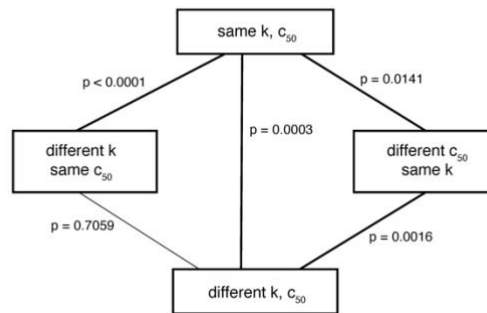 same k, c₅₀
p < 0.0001
p = 0.0141
p = 0.0003
different k
same c₅₀
different c₅₀
same k
p = 0.7059
p = 0.0016
different k, c₅₀